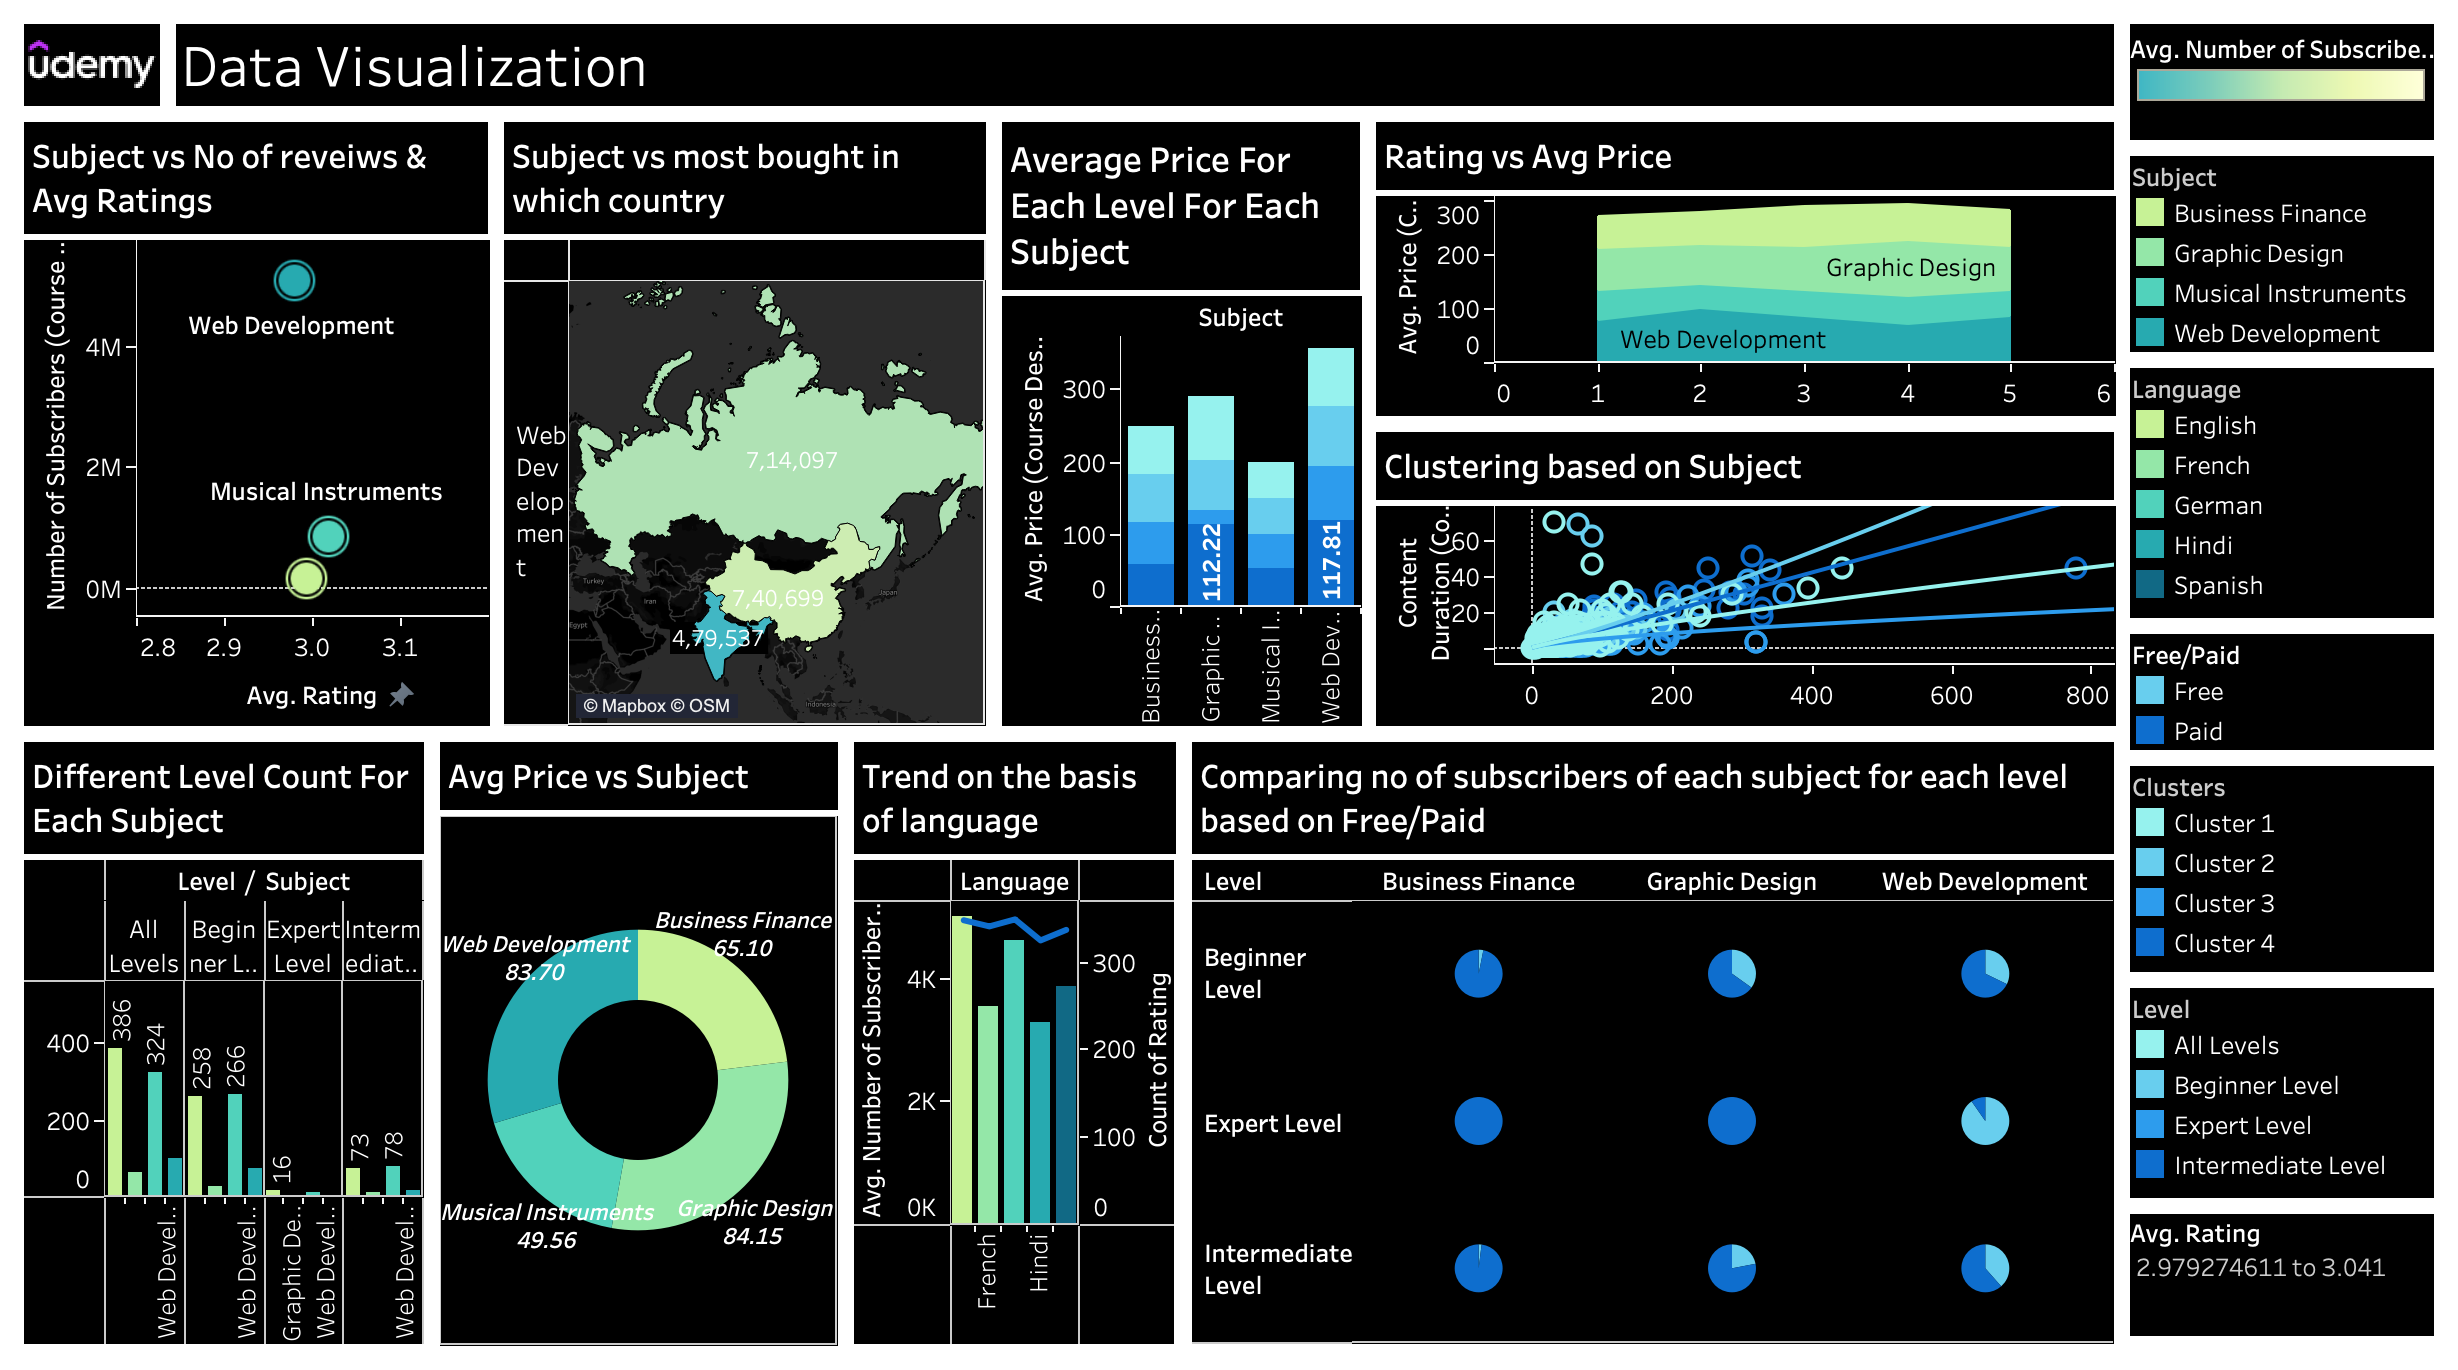 udemy
Data Visualization
Avg. Number of Subscribe..
Subject vs No of reveiws &
Avg Ratings
Number of Subscribers (Course ..
4M
2M
0M
Web Development
Musical Instruments
2.8 2.9 3.0 3.1
Avg. Rating
Subject vs most bought in
which country
Web
Dev
elop
men
t
7,14,097
7,40,699
4,79,537
Turkey
Iran
Egypt
Japan
Indonesia
© Mapbox © OSM
Average Price For
Each Level For Each
Subject
Subject
Avg. Price (Course Des..
300
200
100
0
112.22
117.81
Business..
Graphic ..
Musical I..
Web Dev..
Rating vs Avg Price
Avg. Price (C..
300
200
100
0
Graphic Design
Web Development
0 1 2 3 4 5 6
Clustering based on Subject
Content
Duration (Co..
60
40
20
0 200 400 600 800
Subject
Business Finance
Graphic Design
Musical Instruments
Web Development
Language
English
French
German
Hindi
Spanish
Free/Paid
Free
Paid
Clusters
Cluster 1
Cluster 2
Cluster 3
Cluster 4
Level
All Levels
Beginner Level
Expert Level
Intermediate Level
Avg. Rating
2.979274611 to 3.041
Different Level Count For
Each Subject
Level / Subject
All
Levels
Begin
ner L..
Expert
Level
Interm
ediat..
400
200
0
386
324
258
266
16
73
78
Web Devel..
Web Devel..
Graphic De..
Web Devel..
Web Devel..
Avg Price vs Subject
Business Finance
65.10
Web Development
83.70
Musical Instruments
49.56
Graphic Design
84.15
Trend on the basis
of language
Language
Avg. Number of Subscriber..
4K
2K
0K
300
200
100
0
Count of Rating
French
Hindi
Comparing no of subscribers of each subject for each level
based on Free/Paid
Level Business Finance Graphic Design Web Development
Beginner
Level
Expert Level
Intermediate
Level